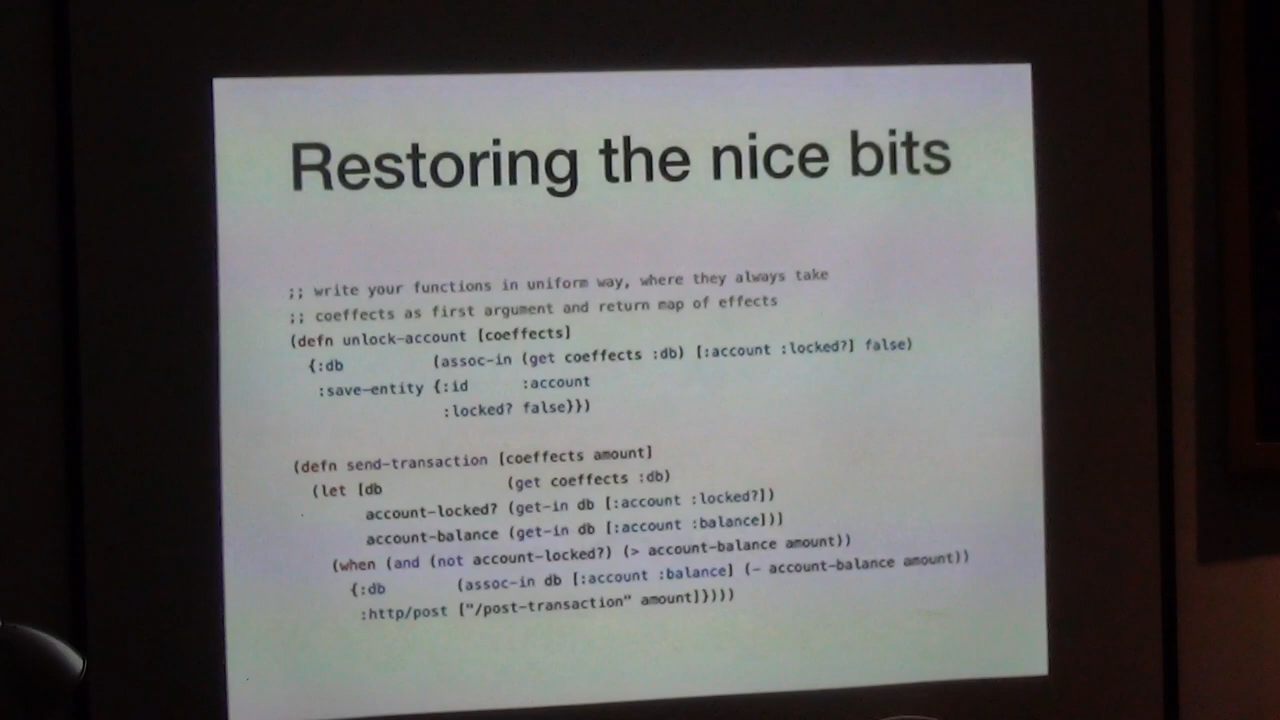 Restoring the nice bits
;; write your functions in uniform way, where they always take
;; coeffects as first argument and return map of effects
(defn unlock-account [coeffects]
  {:db          (assoc-in (get coeffects :db) [:account :locked?] false)
   :save-entity {:id      :account
                 :locked? false}})
(defn send-transaction [coeffects amount]
  (let [db              (get coeffects :db)
        account-locked? (get-in db [:account :locked?])
        account-balance (get-in db [:account :balance])]
    (when (and (not account-locked?) (> account-balance amount))
      {:db        (assoc-in db [:account :balance] (- account-balance amount))
       :http/post ["/post-transaction" amount]})))